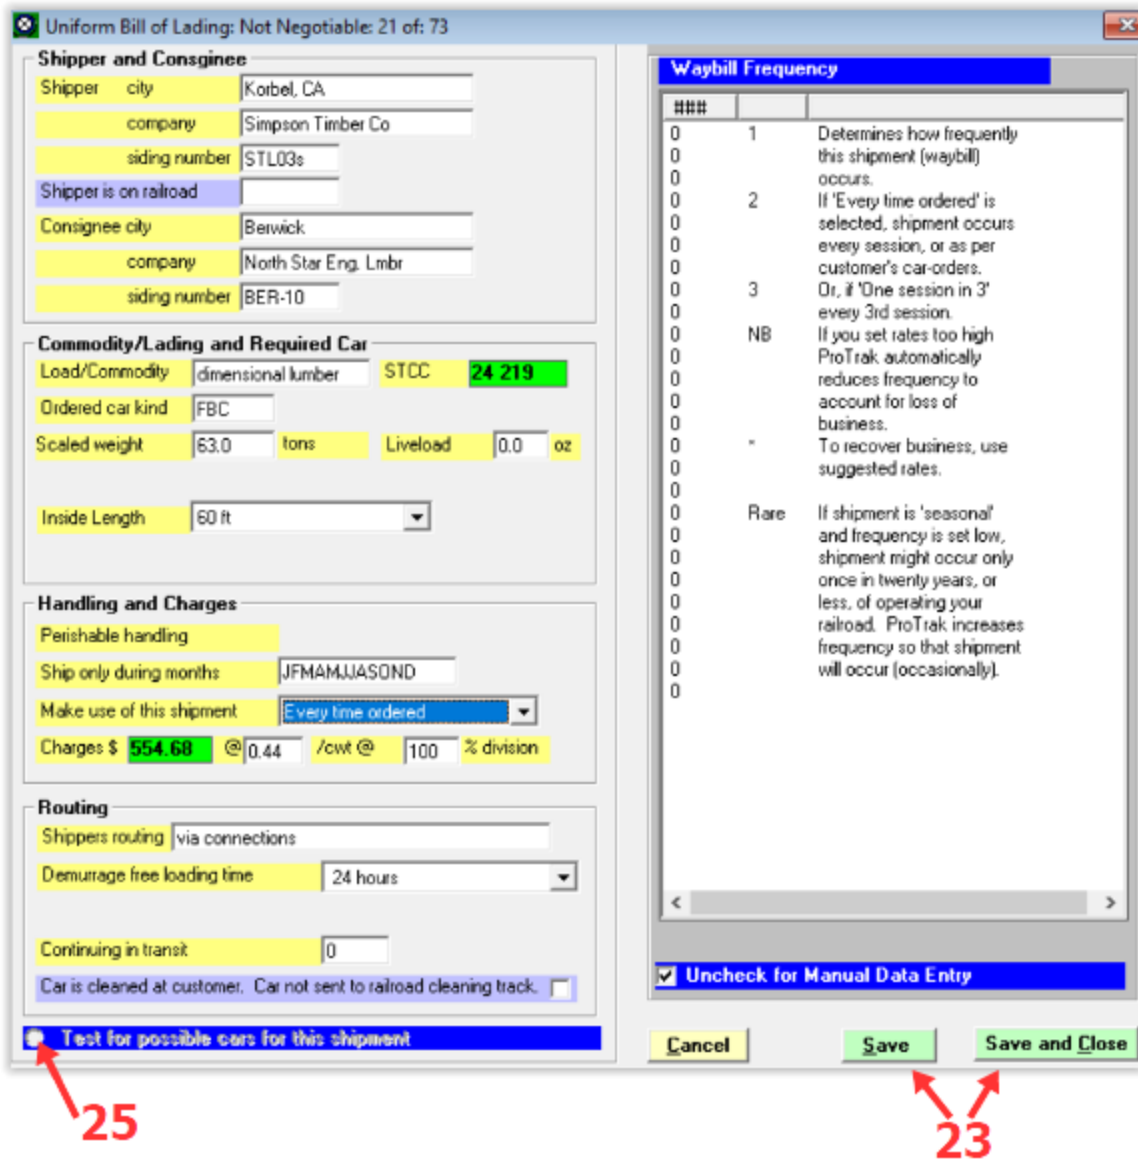 Uniform Bill of Lading: Not Negotiable: 21 of: 73
Shipper and Consginee
Shipper city Korbel, CA
company Simpson Timber Co
siding number STL03s
Shipper is on railroad
Consignee city Berwick
company North Star Eng. Lmbr
siding number BER-10
Commodity/Lading and Required Car
Load/Commodity dimensional lumber STCC 24 219
Ordered car kind FBC
Scaled weight 63.0 tons Liveload 0.0 oz
Inside Length 60 ft
Handling and Charges
Perishable handling
Ship only during months JFMAMJJASOND
Make use of this shipment Every time ordered
Charges $ 554.68 @ 0.44 /cwt @ 100 % division
Routing
Shippers routing via connections
Demurrage free loading time 24 hours
Continuing in transit 0
Car is cleaned at customer. Car not sent to railroad cleaning track.
Test for possible cars for this shipment
25
Waybill Frequency
###
0 1 Determines how frequently
0 this shipment (waybill)
0 occurs.
0 2 If 'Every time ordered' is
0 selected, shipment occurs
0 every session, or as per
0 customer's car-orders.
0 3 Or, if 'One session in 3'
0 every 3rd session.
0 NB If you set rates too high
0 ProTrak automatically
0 reduces frequency to
0 account for loss of
0 business.
0 " To recover business, use
0 suggested rates.
0
0 Rare If shipment is 'seasonal'
0 and frequency is set low,
0 shipment might occur only
0 once in twenty years, or
0 less, of operating your
0 railroad. ProTrak increases
0 frequency so that shipment
0 will occur (occasionally).
0
Uncheck for Manual Data Entry
Cancel Save Save and Close
23